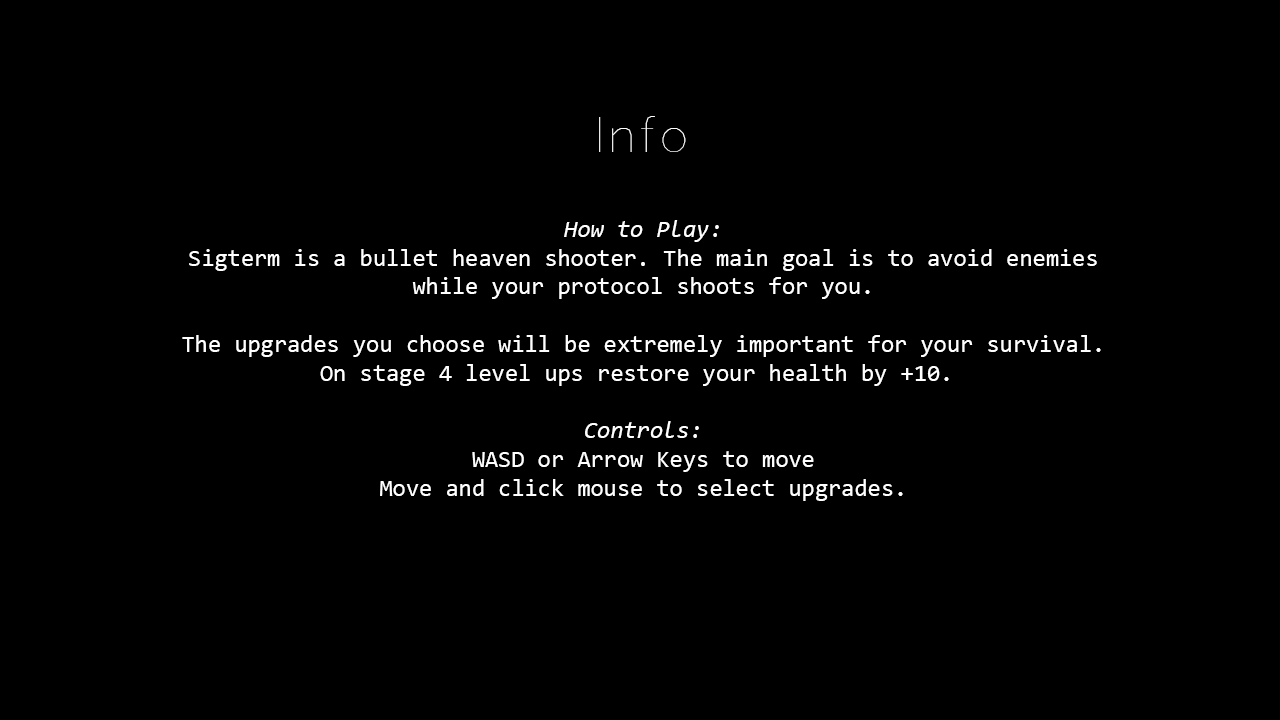 Info
How to Play:
Sigterm is a bullet heaven shooter. The main goal is to avoid enemies
while your protocol shoots for you.
The upgrades you choose will be extremely important for your survival.
On stage 4 level ups restore your health by +10.
Controls:
WASD or Arrow Keys to move
Move and click mouse to select upgrades.